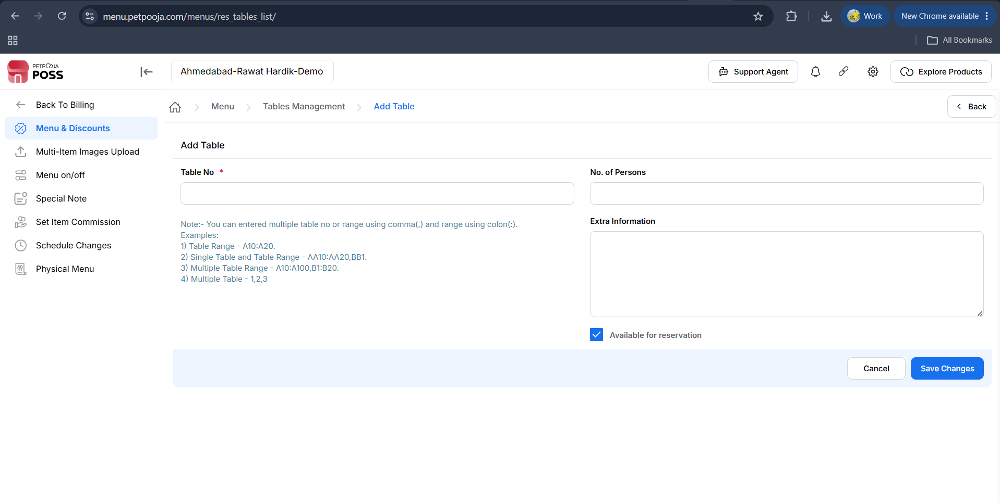 menu.petpooja.com/menus/res_tables_list/
Work
New Chrome available
All Bookmarks
PETPOOJA
POSS
Ahmedabad-Rawat Hardik-Demo
Support Agent
Explore Products
Back To Billing
Menu & Discounts
Multi-Item Images Upload
Menu on/off
Special Note
Set Item Commission
Schedule Changes
Physical Menu
Menu
Tables Management
Add Table
Back
Add Table
Table No *
No. of Persons
Note:- You can entered multiple table no or range using comma(,) and range using colon(:).
Examples:
1) Table Range - A10:A20.
2) Single Table and Table Range - AA10:AA20,BB1.
3) Multiple Table Range - A10:A100,B1:B20.
4) Multiple Table - 1,2,3
Extra Information
Available for reservation
Cancel
Save Changes